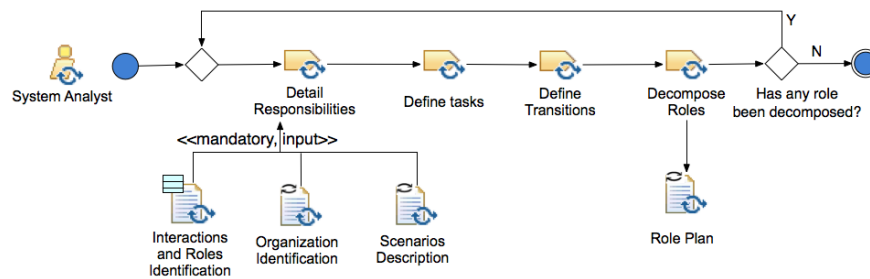 Y
N
System Analyst
Detail
Responsibilities
Define tasks
Define
Transitions
Decompose
Roles
Has any role
been decomposed?
<<mandatory, input>>
Interactions
and Roles
Identification
Organization
Identification
Scenarios
Description
Role Plan